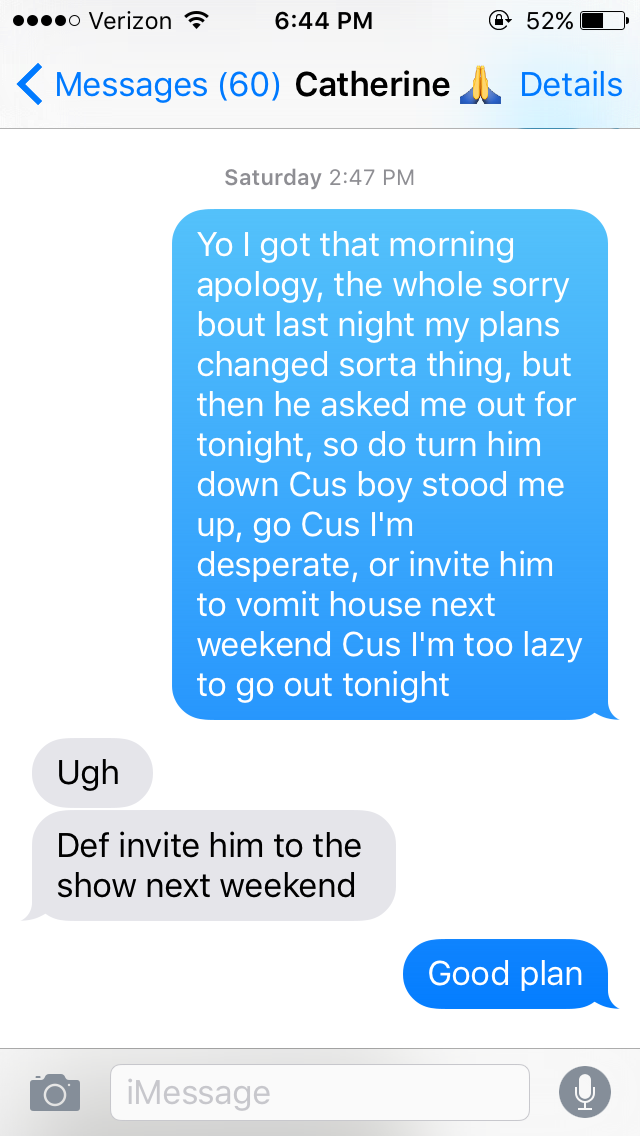 Verizon 6:44 PM 52%
Messages (60) Catherine 🙏 Details
Saturday 2:47 PM
Yo I got that morning
apology, the whole sorry
bout last night my plans
changed sorta thing, but
then he asked me out for
tonight, so do turn him
down Cus boy stood me
up, go Cus I'm
desperate, or invite him
to vomit house next
weekend Cus I'm too lazy
to go out tonight
Ugh
Def invite him to the
show next weekend
Good plan
iMessage